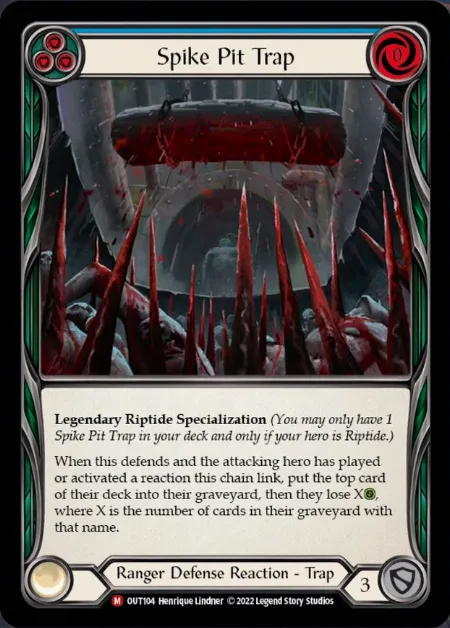 Spike Pit Trap
0
Legendary Riptide Specialization (You may only have 1
Spike Pit Trap in your deck and only if your hero is Riptide.)
When this defends and the attacking hero has played
or activated a reaction this chain link, put the top card
of their deck into their graveyard, then they lose X,
where X is the number of cards in their graveyard with
that name.
Ranger Defense Reaction - Trap
3
M OUT104 Henrique Lindner © 2022 Legend Story Studios